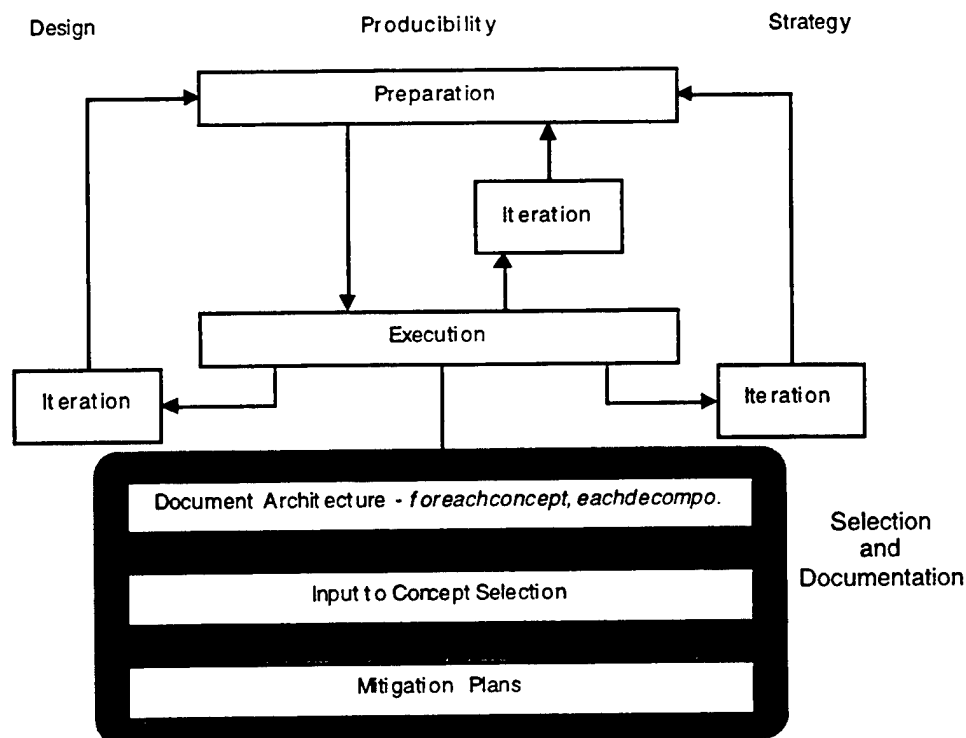 Design
Producibility
Strategy
Preparation
Iteration
Execution
Iteration
Iteration
Document Architecture - foreachconcept, eachdecompo.
Input to Concept Selection
Mitigation Plans
Selection
and
Documentation